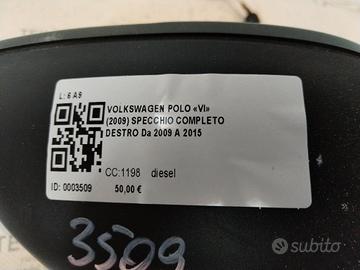 L: 6 A9
VOLKSWAGEN POLO «VI»
(2009) SPECCHIO COMPLETO
DESTRO Da 2009 A 2015
CC:1198 diesel
ID: 0003509 50,00 €
3509
subito